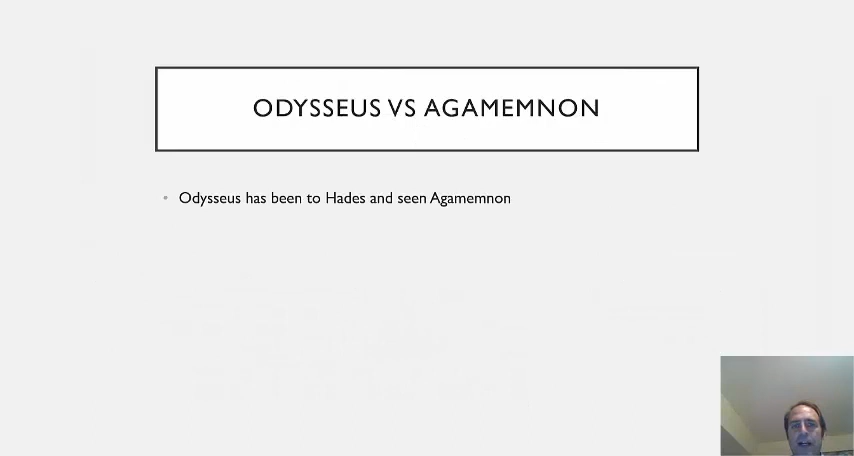 ODYSSEUS VS AGAMEMNON
• Odysseus has been to Hades and seen Agamemnon